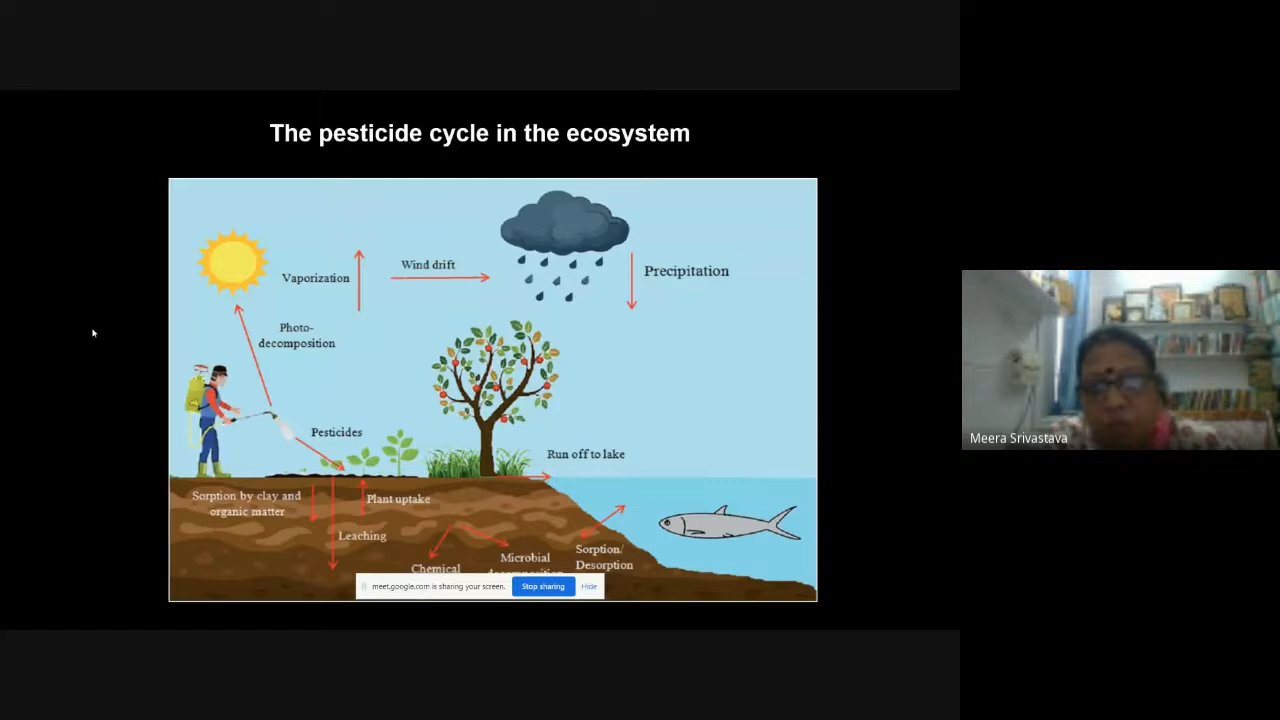 The pesticide cycle in the ecosystem
Vaporization
Wind drift
Precipitation
Photo-
decomposition
Pesticides
Run off to lake
Sorption by clay and
organic matter
Plant uptake
Leaching
Chemical
Microbial
decomposition
Sorption/
Desorption
meet.google.com is sharing your screen.
Stop sharing
Hide
Meera Srivastava